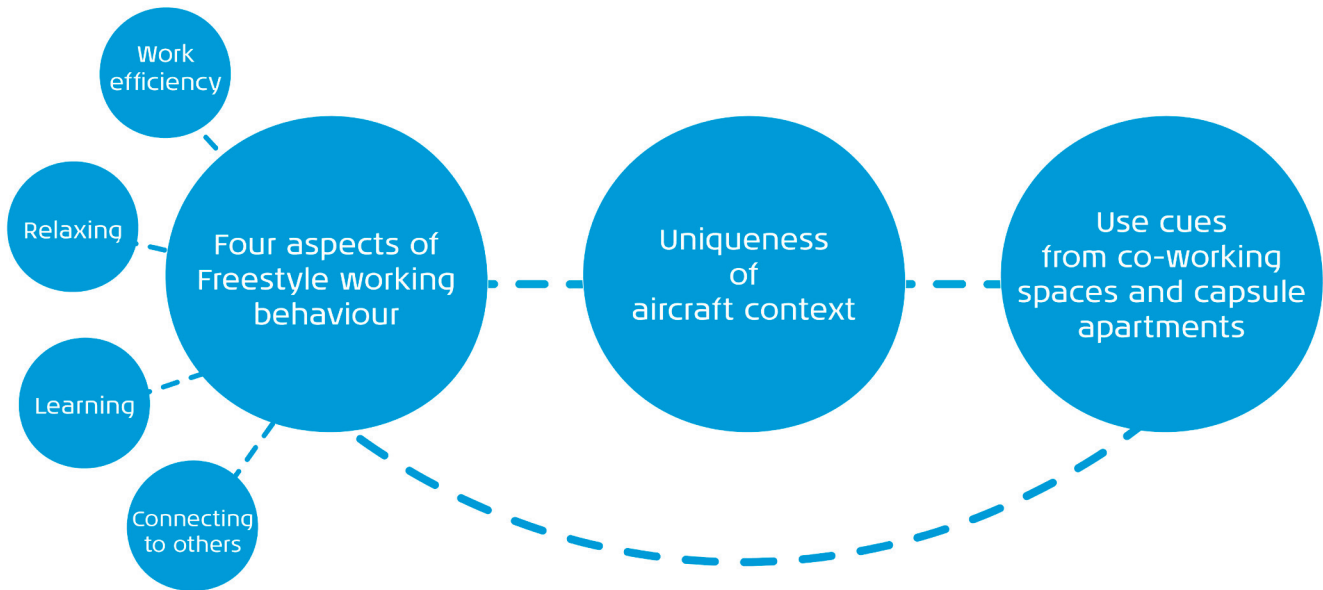 Work
efficiency
Relaxing
Learning
Connecting
to others
Four aspects of
Freestyle working
behaviour
Uniqueness
of
aircraft context
Use cues
from co-working
spaces and capsule
apartments